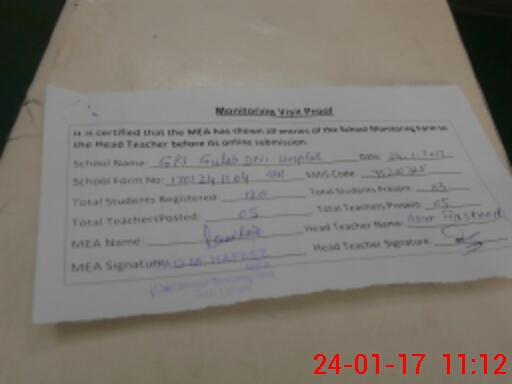 Monitoring Visit Proof
It is certified that the MEA has shown all entries of the School Monitoring Form to
the Head Teacher before its online submission.
School Name: GPS Gulab Devi Hospital Date: 24-1-2017
School Form No: EMIS Code
Total Students Registered: 120 Total Students Present: 83
Total Teachers Posted: 05 Total Teachers Present: 05
MEA Name: Head Teacher Name: Rasheed
MEA Signature: HAFEEZ Head Teacher Signature:
24-01-17 11:12